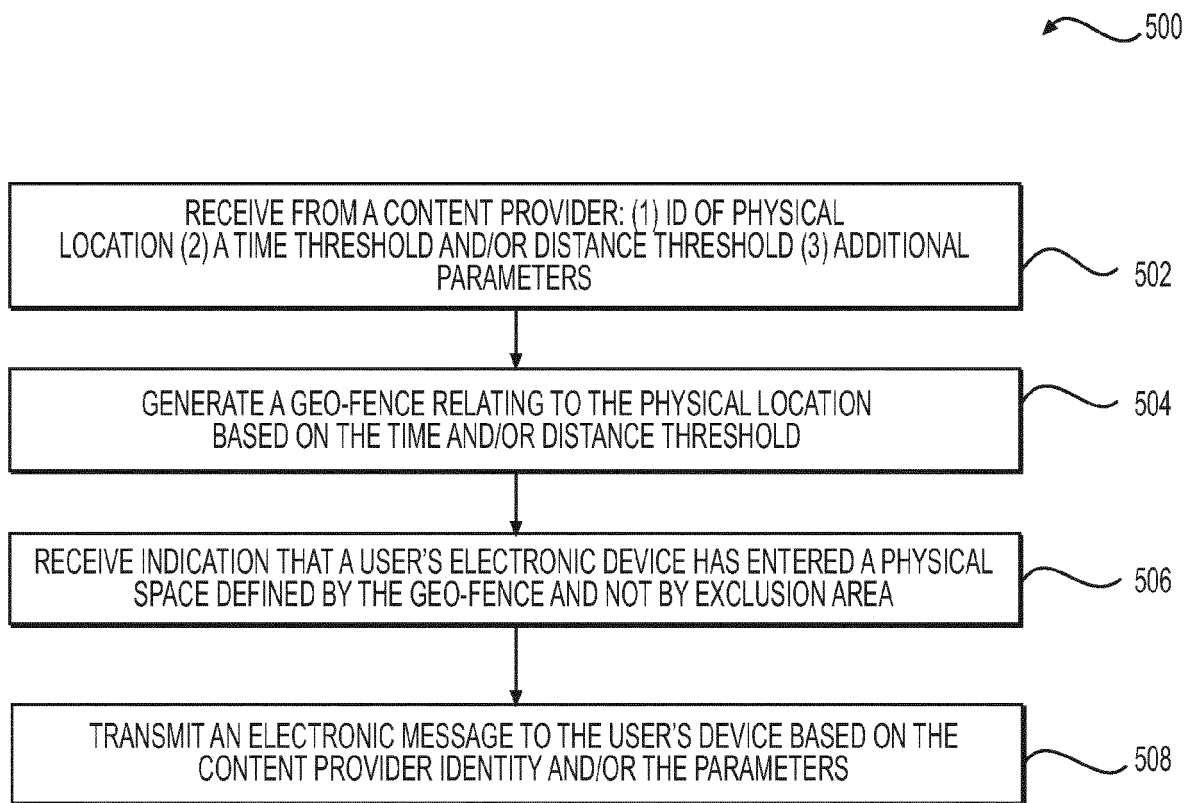 500
RECEIVE FROM A CONTENT PROVIDER: (1) ID OF PHYSICAL
LOCATION (2) A TIME THRESHOLD AND/OR DISTANCE THRESHOLD (3) ADDITIONAL
PARAMETERS
502
GENERATE A GEO-FENCE RELATING TO THE PHYSICAL LOCATION
BASED ON THE TIME AND/OR DISTANCE THRESHOLD
504
RECEIVE INDICATION THAT A USER'S ELECTRONIC DEVICE HAS ENTERED A PHYSICAL
SPACE DEFINED BY THE GEO-FENCE AND NOT BY EXCLUSION AREA
506
TRANSMIT AN ELECTRONIC MESSAGE TO THE USER'S DEVICE BASED ON THE
CONTENT PROVIDER IDENTITY AND/OR THE PARAMETERS
508